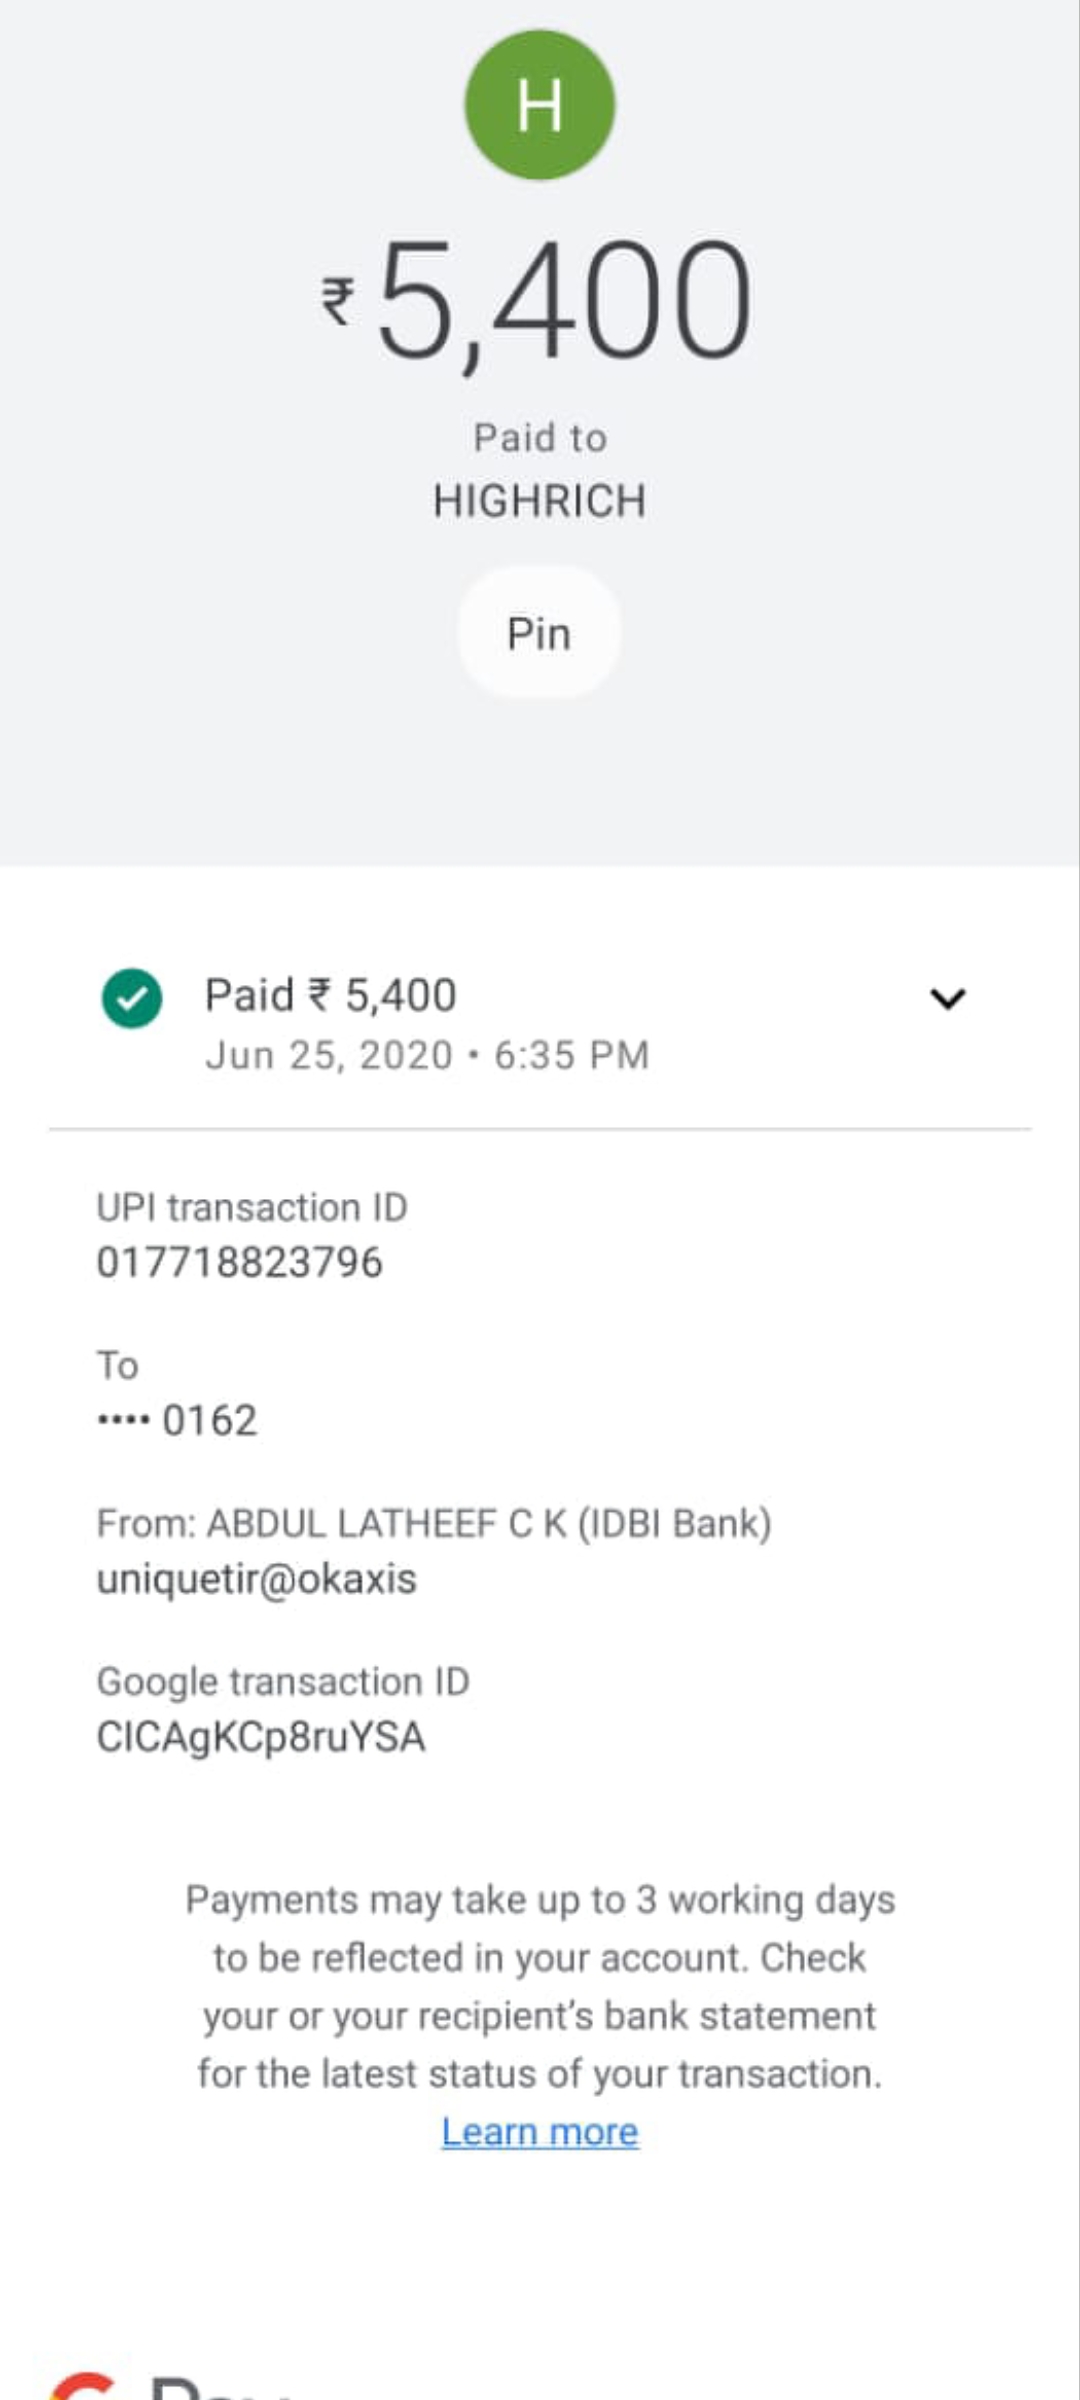 H
₹5,400
Paid to
HIGHRICH
Pin
Paid ₹ 5,400
Jun 25, 2020 • 6:35 PM
UPI transaction ID
017718823796
To
•••• 0162
From: ABDUL LATHEEF C K (IDBI Bank)
uniquetir@okaxis
Google transaction ID
CICAgKCp8ruYSA
Payments may take up to 3 working days
to be reflected in your account. Check
your or your recipient's bank statement
for the latest status of your transaction.
Learn more
G Pay